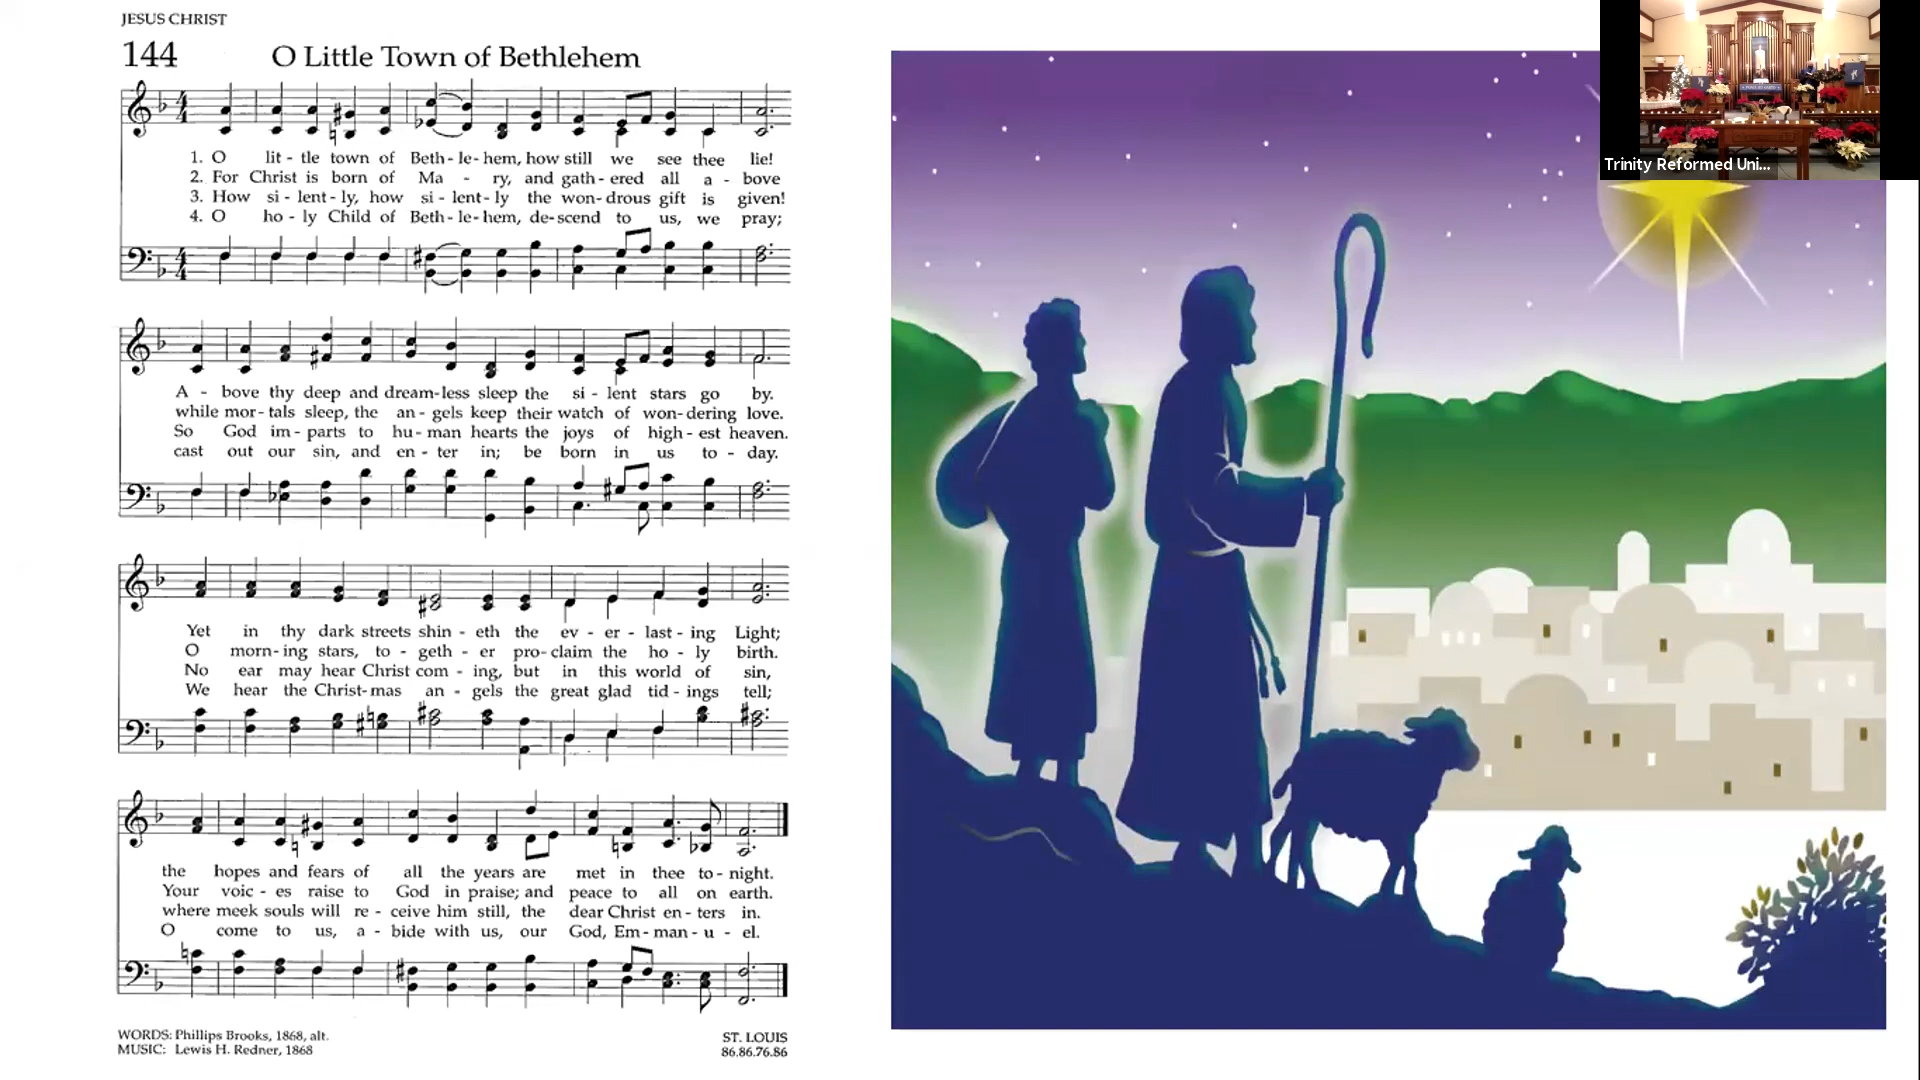 JESUS CHRIST
144 O Little Town of Bethlehem
1. O lit - tle town of Beth - le - hem, how still we see thee lie!
2. For Christ is born of Ma - ry, and gath - ered all a - bove
3. How si - lent - ly, how si - lent - ly the won - drous gift is given!
4. O ho - ly Child of Beth - le - hem, de - scend to us, we pray;
A - bove thy deep and dream - less sleep the si - lent stars go by.
while mor - tals sleep, the an - gels keep their watch of won - dering love.
So God im - parts to hu - man hearts the joys of high - est heaven.
cast out our sin, and en - ter in; be born in us to - day.
Yet in thy dark streets shin - eth the ev - er - last - ing Light;
O morn - ing stars, to - geth - er pro - claim the ho - ly birth.
No ear may hear Christ com - ing, but in this world of sin,
We hear the Christ - mas an - gels the great glad tid - ings tell;
the hopes and fears of all the years are met in thee to - night.
Your voic - es raise to God in praise; and peace to all on earth.
where meek souls will re - ceive him still, the dear Christ en - ters in.
O come to us, a - bide with us, our God, Em - man - u - el.
WORDS: Phillips Brooks, 1868, alt.
MUSIC: Lewis H. Redner, 1868
ST. LOUIS
86.86.76.86
Trinity Reformed Uni...